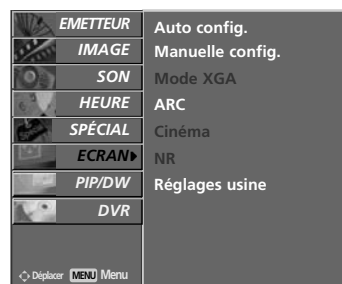 EMETTEUR
IMAGE
SON
HEURE
SPÉCIAL
ECRAN
PIP/DW
DVR
Déplacer MENU Menu
Auto config.
Manuelle config.
Mode XGA
ARC
Cinéma
NR
Réglages usine